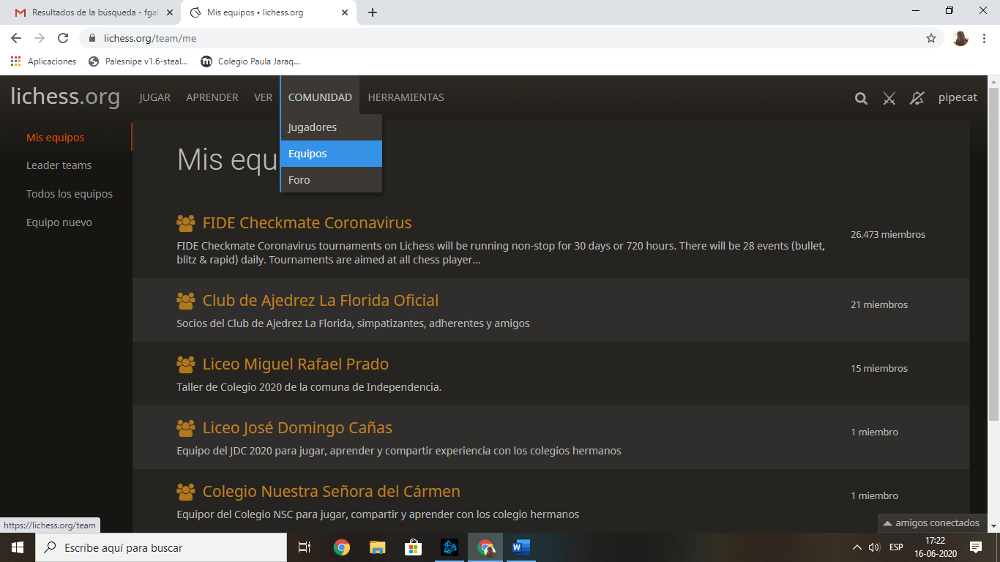 Resultados de la búsqueda - fgal
Mis equipos • lichess.org
lichess.org/team/me
Aplicaciones
Palesnipe v1.6-steal...
Colegio Paula Jaraq...
lichess.org
JUGAR
APRENDER
VER
COMUNIDAD
HERRAMIENTAS
pipecat
Jugadores
Equipos
Foro
Mis equipos
Leader teams
Todos los equipos
Equipo nuevo
Mis equ
FIDE Checkmate Coronavirus
FIDE Checkmate Coronavirus tournaments on Lichess will be running non-stop for 30 days or 720 hours. There will be 28 events (bullet,
blitz & rapid) daily. Tournaments are aimed at all chess player...
26.473 miembros
Club de Ajedrez La Florida Oficial
Socios del Club de Ajedrez La Florida, simpatizantes, adherentes y amigos
21 miembros
Liceo Miguel Rafael Prado
Taller de Colegio 2020 de la comuna de Independencia.
15 miembros
Liceo José Domingo Cañas
Equipo del JDC 2020 para jugar, aprender y compartir experiencia con los colegios hermanos
1 miembro
Colegio Nuestra Señora del Cármen
Equipor del Colegio NSC para jugar, compartir y aprender con los colegio hermanos
1 miembro
https://lichess.org/team
amigos conectados
Escribe aquí para buscar
ESP
17:22
16-06-2020